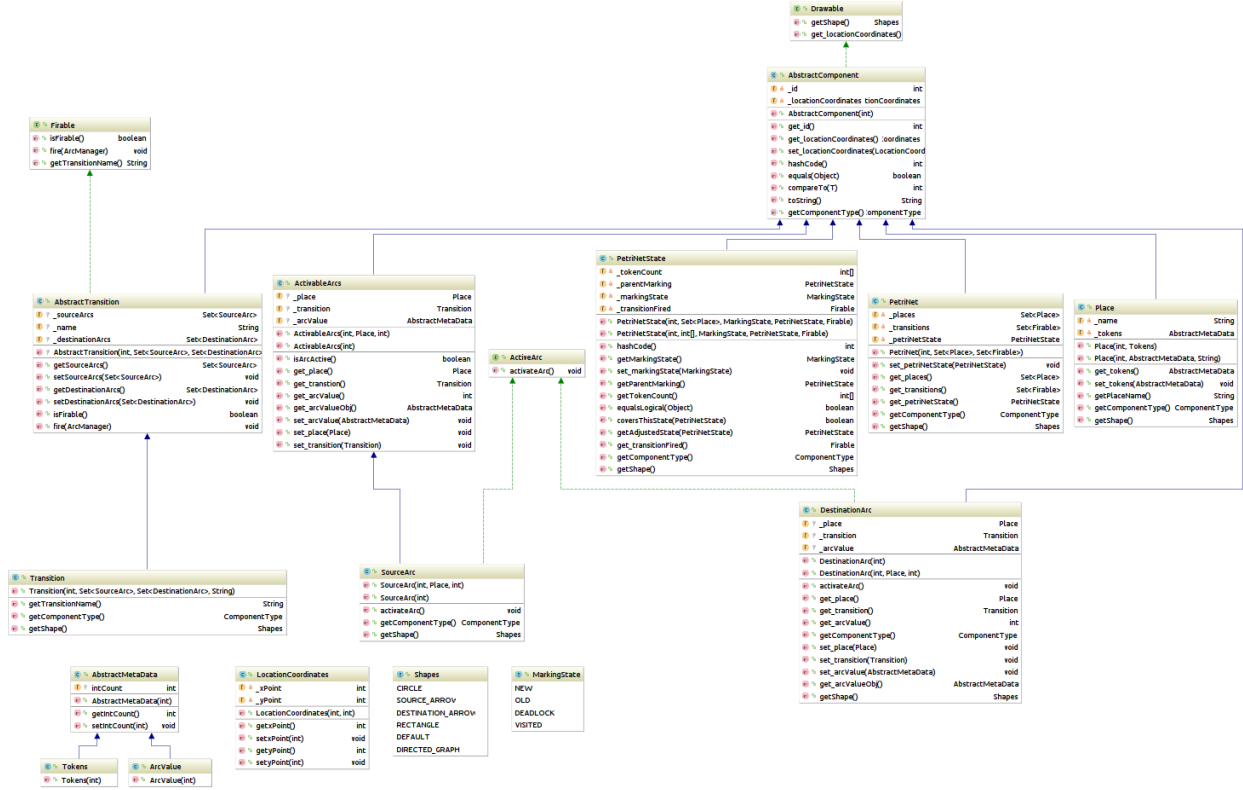 Drawable
getShape() Shapes
get_locationCoordinates()
AbstractComponent
_id int
_locationCoordinates tionCoordinates
AbstractComponent(int)
get_id() int
get_locationCoordinates() :oordinates
set_locationCoordinates(LocationCoord
hashCode() int
equals(Object) boolean
compareTo(T) int
toString() String
getComponentType() :omponentType
Firable
isFirable() boolean
fire(ArcManager) void
getTransitionName() String
AbstractTransition
_sourceArcs Set<SourceArc>
_name String
_destinationArcs Set<DestinationArc>
AbstractTransition(int, Set<SourceArc>, Set<DestinationArc>
getSourceArcs() Set<SourceArc>
setSourceArcs(Set<SourceArc>) void
getDestinationArcs() Set<DestinationArc>
setDestinationArcs(Set<DestinationArc>) void
isFirable() boolean
fire(ArcManager) void
ActivableArcs
_place Place
_transition Transition
_arcValue AbstractMetaData
ActivableArcs(int, Place, int)
ActivableArcs(int)
isArcActive() boolean
get_place() Place
get_transtion() Transition
get_arcValue() int
get_arcValueObj() AbstractMetaData
set_arcValue(AbstractMetaData) void
set_place(Place) void
set_transition(Transition) void
ActiveArc
activateArc() void
PetriNetState
_tokenCount int[]
_parentMarking PetriNetState
_markingState MarkingState
_transitionFired Firable
PetriNetState(int, Set<Place>, MarkingState, PetriNetState, Firable)
PetriNetState(int, int[], MarkingState, PetriNetState, Firable)
hashCode() int
getMarkingState() MarkingState
set_markingState(MarkingState) void
getParentMarking() PetriNetState
getTokenCount() int[]
equalsLogical(Object) boolean
coversThisState(PetriNetState) boolean
getAdjustedState(PetriNetState) PetriNetState
get_transitionFired() Firable
getComponentType() ComponentType
getShape() Shapes
PetriNet
_places Set<Place>
_transitions Set<Firable>
_petriNetState PetriNetState
PetriNet(int, Set<Place>, Set<Firable>)
set_petriNetState(PetriNetState) void
get_places() Set<Place>
get_transitions() Set<Firable>
get_petriNetState() PetriNetState
getComponentType() ComponentType
getShape() Shapes
Place
_name String
_tokens AbstractMetaData
Place(int, Tokens)
Place(int, AbstractMetaData, String)
get_tokens() AbstractMetaData
set_tokens(AbstractMetaData) void
getPlaceName() String
getComponentType() ComponentType
getShape() Shapes
Transition
Transition(int, Set<SourceArc>, Set<DestinationArc>, String)
getTransitionName() String
getComponentType() ComponentType
getShape() Shapes
SourceArc
SourceArc(int, Place, int)
SourceArc(int)
activateArc() void
getComponentType() ComponentType
getShape() Shapes
DestinationArc
_place Place
_transition Transition
_arcValue AbstractMetaData
DestinationArc(int)
DestinationArc(int, Place, int)
activateArc() void
get_place() Place
get_transition() Transition
get_arcValue() int
getComponentType() ComponentType
set_place(Place) void
set_transition(Transition) void
set_arcValue(AbstractMetaData) void
get_arcValueObj() AbstractMetaData
getShape() Shapes
AbstractMetaData
intCount int
AbstractMetaData(int)
getIntCount() int
setIntCount(int) void
Tokens
Tokens(int)
ArcValue
ArcValue(int)
LocationCoordinates
_xPoint int
_yPoint int
LocationCoordinates(int, int)
getxPoint() int
setxPoint(int) void
getyPoint() int
setyPoint(int) void
Shapes
CIRCLE
SOURCE_ARROW
DESTINATION_ARROW
RECTANGLE
DEFAULT
DIRECTED_GRAPH
MarkingState
NEW
OLD
DEADLOCK
VISITED